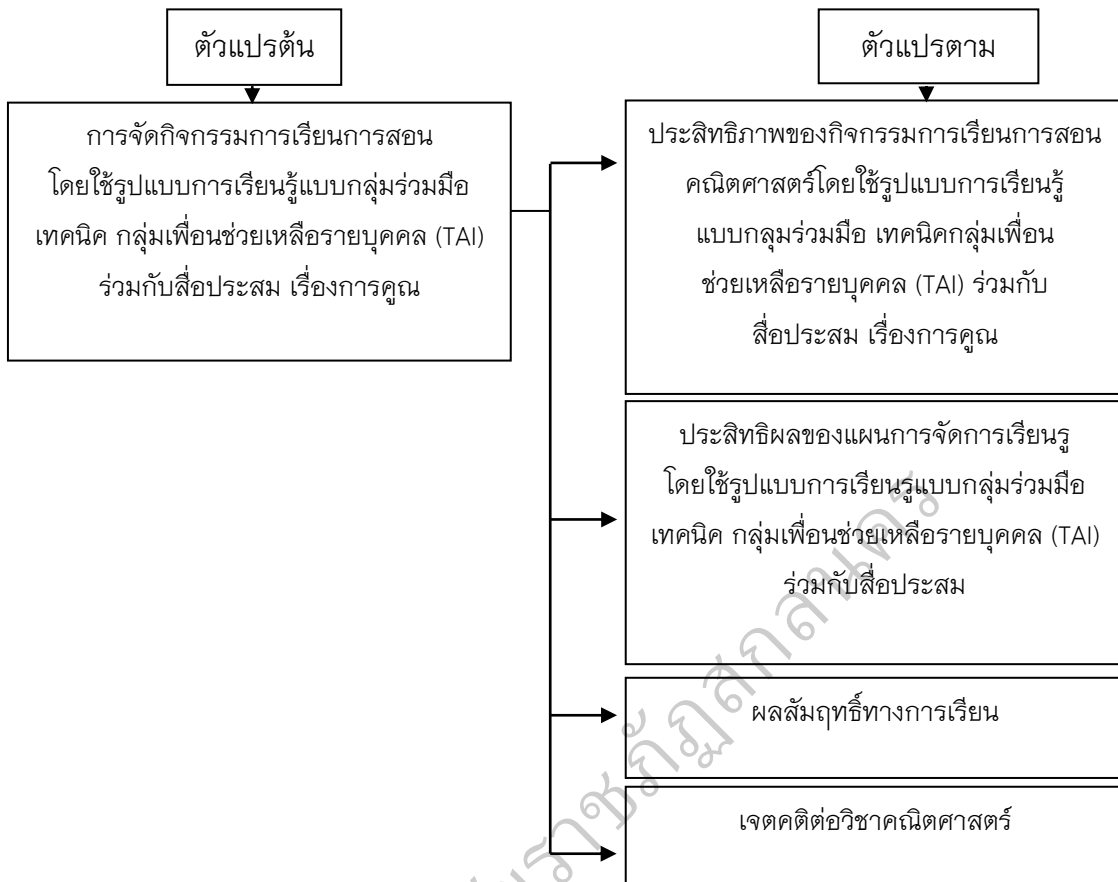 ตัวแปรต้น
ตัวแปรตาม
การจัดกิจกรรมการเรียนการสอน
โดยใช้รูปแบบการเรียนรู้แบบกลุ่มร่วมมือ
เทคนิค กลุ่มเพื่อนช่วยเหลือรายบุคคล (TAI)
ร่วมกับสื่อประสม เรื่องการคูณ
ประสิทธิภาพของกิจกรรมการเรียนการสอน
คณิตศาสตร์โดยใช้รูปแบบการเรียนรู้
แบบกลุมร่วมมือ เทคนิคกลุ่มเพื่อน
ช่วยเหลือรายบุคคล (TAI) ร่วมกับ
สื่อประสม เรื่องการคูณ
ประสิทธิผลของแผนการจัดการเรียนรู
โดยใช้รูปแบบการเรียนรูแบบกลุ่มร่วมมือ
เทคนิค กลุ่มเพื่อนช่วยเหลือรายบุคคล (TAI)
ร่วมกับสื่อประสม
ผลสัมฤทธิ์ทางการเรียน
เจตคติต่อวิชาคณิตศาสตร์
ราชภัฏสกลนคร